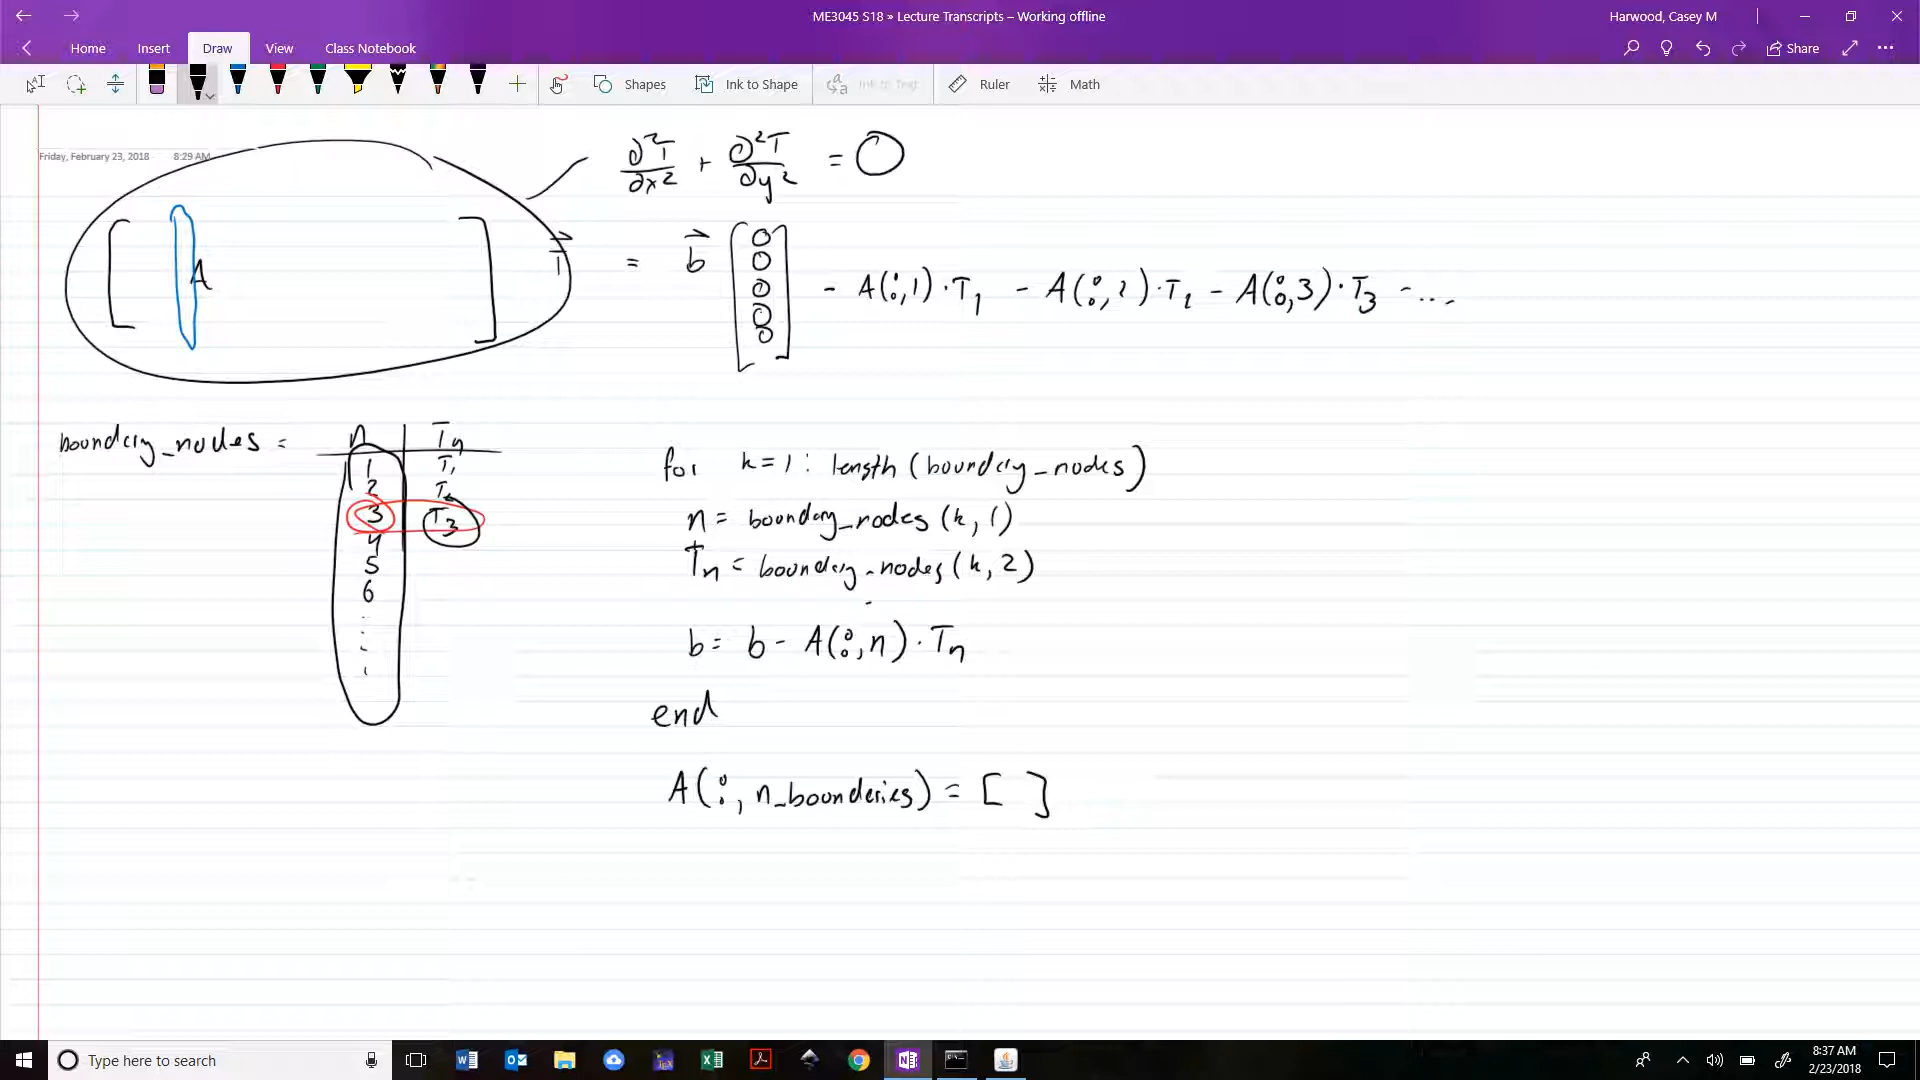 ME3045 S18 » Lecture Transcripts – Working offline
Harwood, Casey M
Home Insert Draw View Class Notebook
Share
Shapes Ink to Shape Ink to Text Ruler Math
Friday, February 23, 2018 8:29 AM
∂²T/∂x² + ∂²T/∂y² = 0
[ A ] T⃗ = b⃗ [0 0 0 0 0] - A(:,1)·T₁ - A(:,2)·T₂ - A(:,3)·T₃ - ...
boundary_nodes =
n | Tn
1 T₁
2 T₂
3 T₃
4
5
6
for k=1: length(boundary_nodes)
n = boundary_nodes(k,1)
Tn = boundary_nodes(k,2)
b = b - A(:,n)·Tn
end
A(:, n_bounderies) = [ ]
Type here to search
8:37 AM
2/23/2018